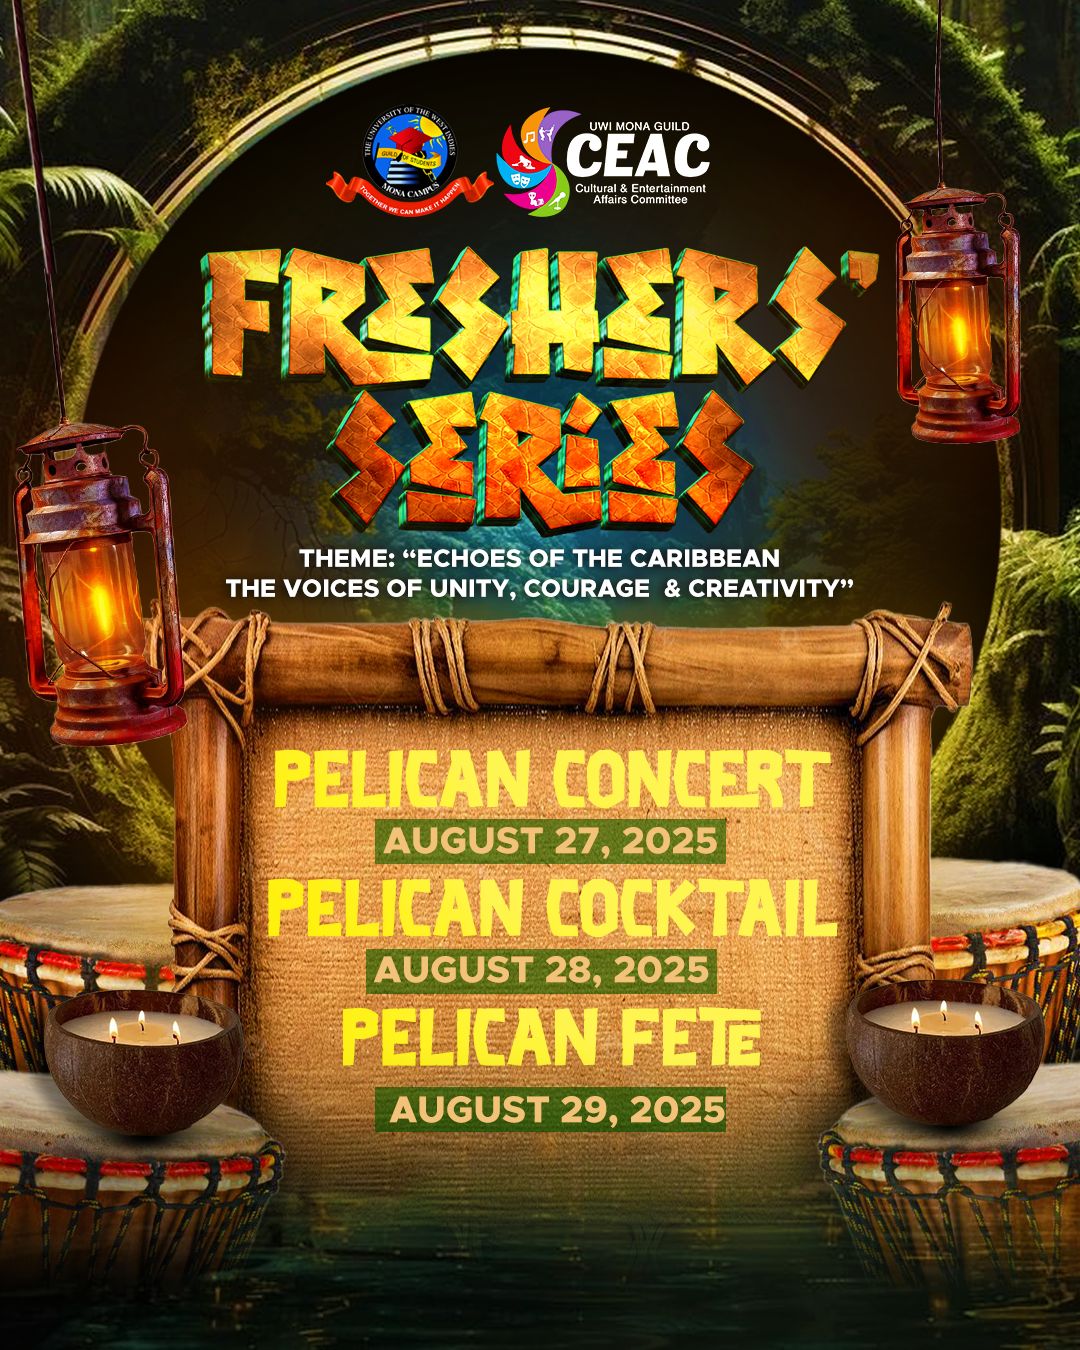 THE UNIVERSITY OF THE WEST INDIES
GUILD OF STUDENTS
MONA CAMPUS
TOGETHER WE CAN MAKE IT HAPPEN
UWI MONA GUILD
CEAC
Cultural & Entertainment
Affairs Committee
FRESHERS'
SERiES
THEME: “ECHOES OF THE CARIBBEAN
THE VOICES OF UNITY, COURAGE & CREATIVITY”
PELICAN CONCERT
AUGUST 27, 2025
PELICAN COCKTAIL
AUGUST 28, 2025
PELICAN FETE
AUGUST 29, 2025